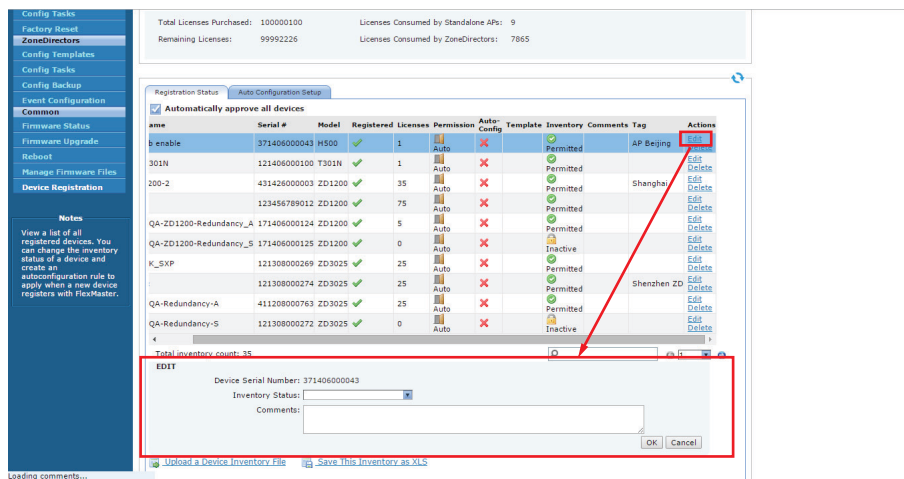 Config Tasks
Factory Reset
ZoneDirectors
Config Templates
Config Tasks
Config Backup
Event Configuration
Common
Firmware Status
Firmware Upgrade
Reboot
Manage Firmware Files
Device Registration
Notes
View a list of all
registered devices. You
can change the inventory
status of a device and
create an
autoconfiguration rule to
apply when a new device
registers with FlexMaster.
Total Licenses Purchased: 100000100 Licenses Consumed by Standalone APs: 9
Remaining Licenses: 99992226 Licenses Consumed by ZoneDirectors: 7865
Registration Status Auto Configuration Setup
Automatically approve all devices
ame Serial # Model Registered Licenses Permission Auto-Config Template Inventory Comments Tag Actions
b enable 371406000043 H500 1 Auto Permitted AP Beijing Edit Delete
301N 121406000100 T301N 1 Auto Permitted Edit Delete
200-2 431426000003 ZD1200 35 Auto Permitted Shanghai Edit Delete
123456789012 ZD1200 75 Auto Permitted Edit Delete
QA-ZD1200-Redundancy_A 171406000124 ZD1200 5 Auto Permitted Edit Delete
QA-ZD1200-Redundancy_S 171406000125 ZD1200 0 Auto Inactive Edit Delete
K_SXP 121308000269 ZD3025 25 Auto Permitted Edit Delete
121308000274 ZD3025 25 Auto Permitted Shenzhen ZD Edit Delete
QA-Redundancy-A 411208000763 ZD3025 25 Auto Permitted Edit Delete
QA-Redundancy-S 121308000272 ZD3025 0 Auto Inactive Edit Delete
Total inventory count: 35 1
EDIT
Device Serial Number: 371406000043
Inventory Status:
Comments:
OK Cancel
Upload a Device Inventory File Save This Inventory as XLS
Loading comments...